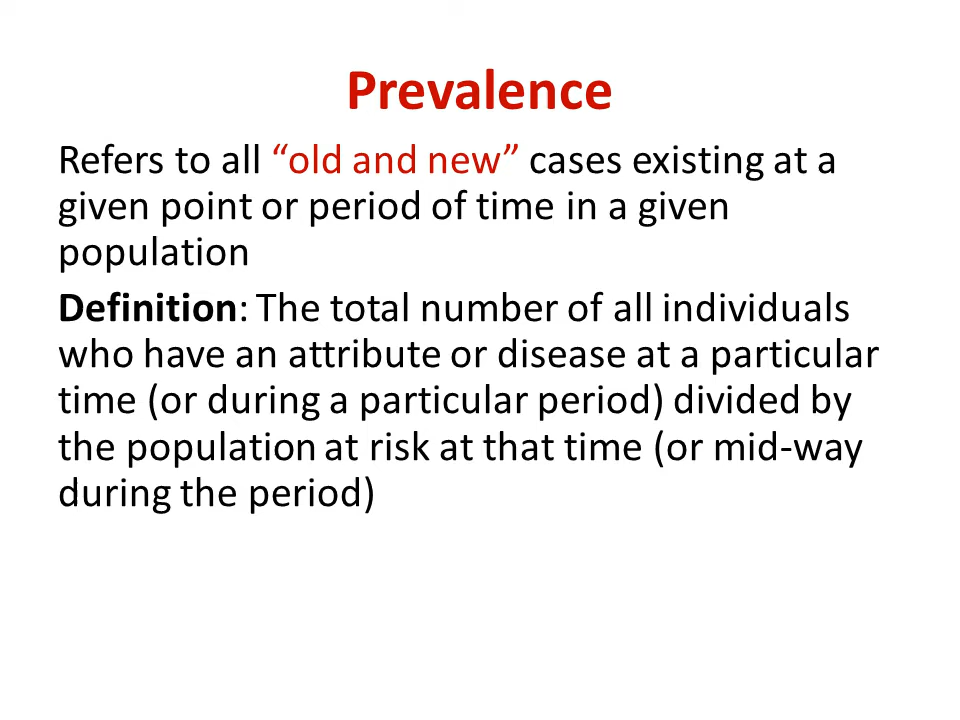 Prevalence
Refers to all “old and new” cases existing at a
given point or period of time in a given
population
Definition: The total number of all individuals
who have an attribute or disease at a particular
time (or during a particular period) divided by
the population at risk at that time (or mid-way
during the period)